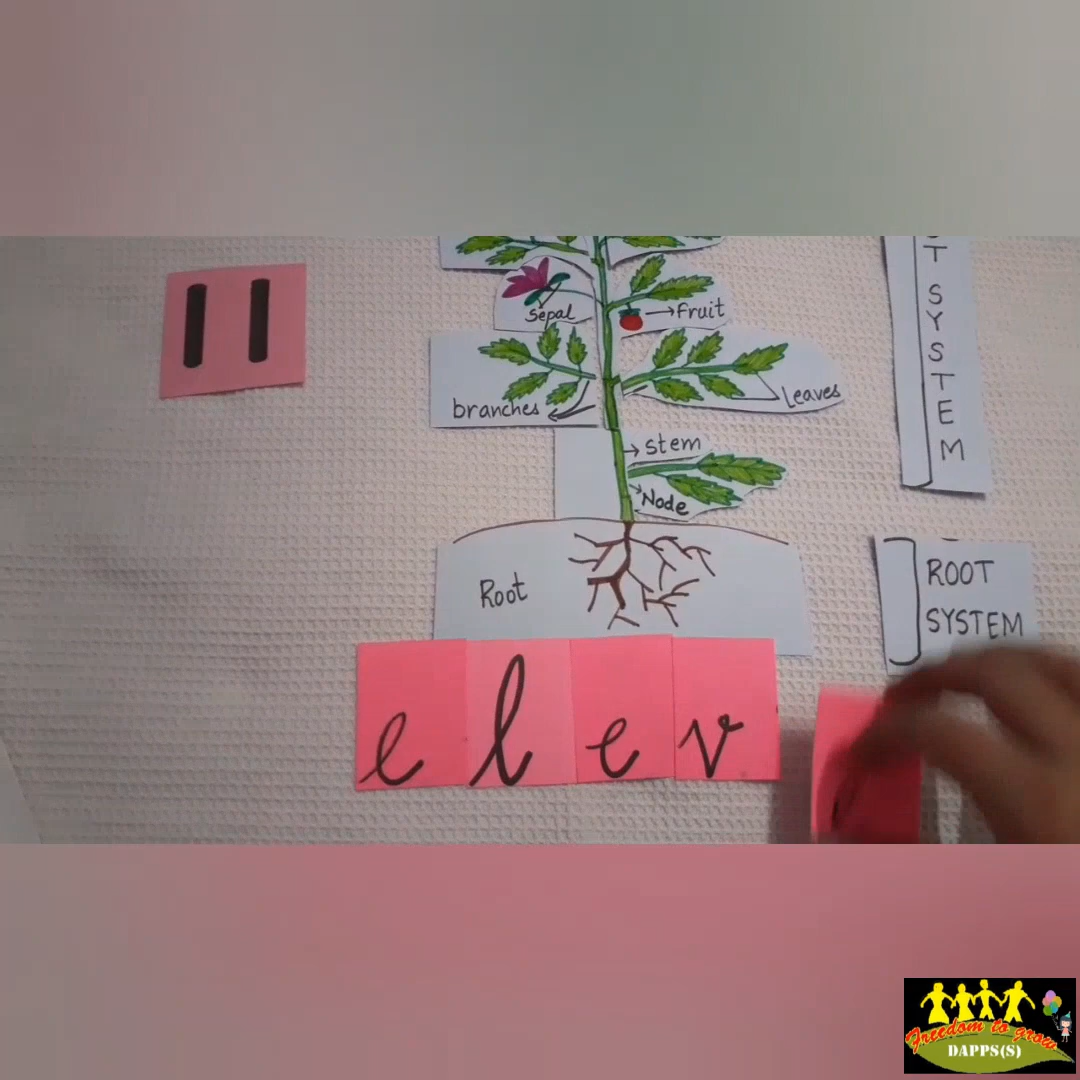 11
Sepal
Fruit
branches
leaves
stem
Node
Root
T SYSTEM
ROOT
SYSTEM
e l e v
Freedom to grow
DAPPS(S)